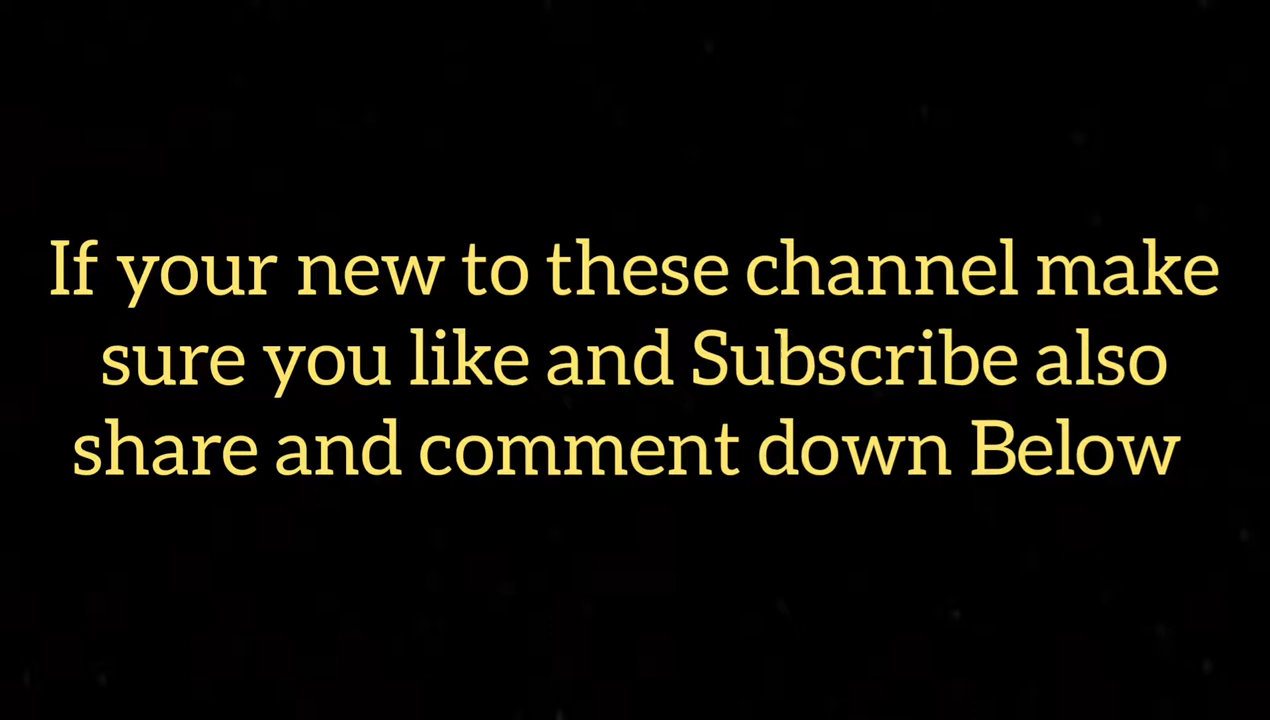 If your new to these channel make
sure you like and Subscribe also
share and comment down Below